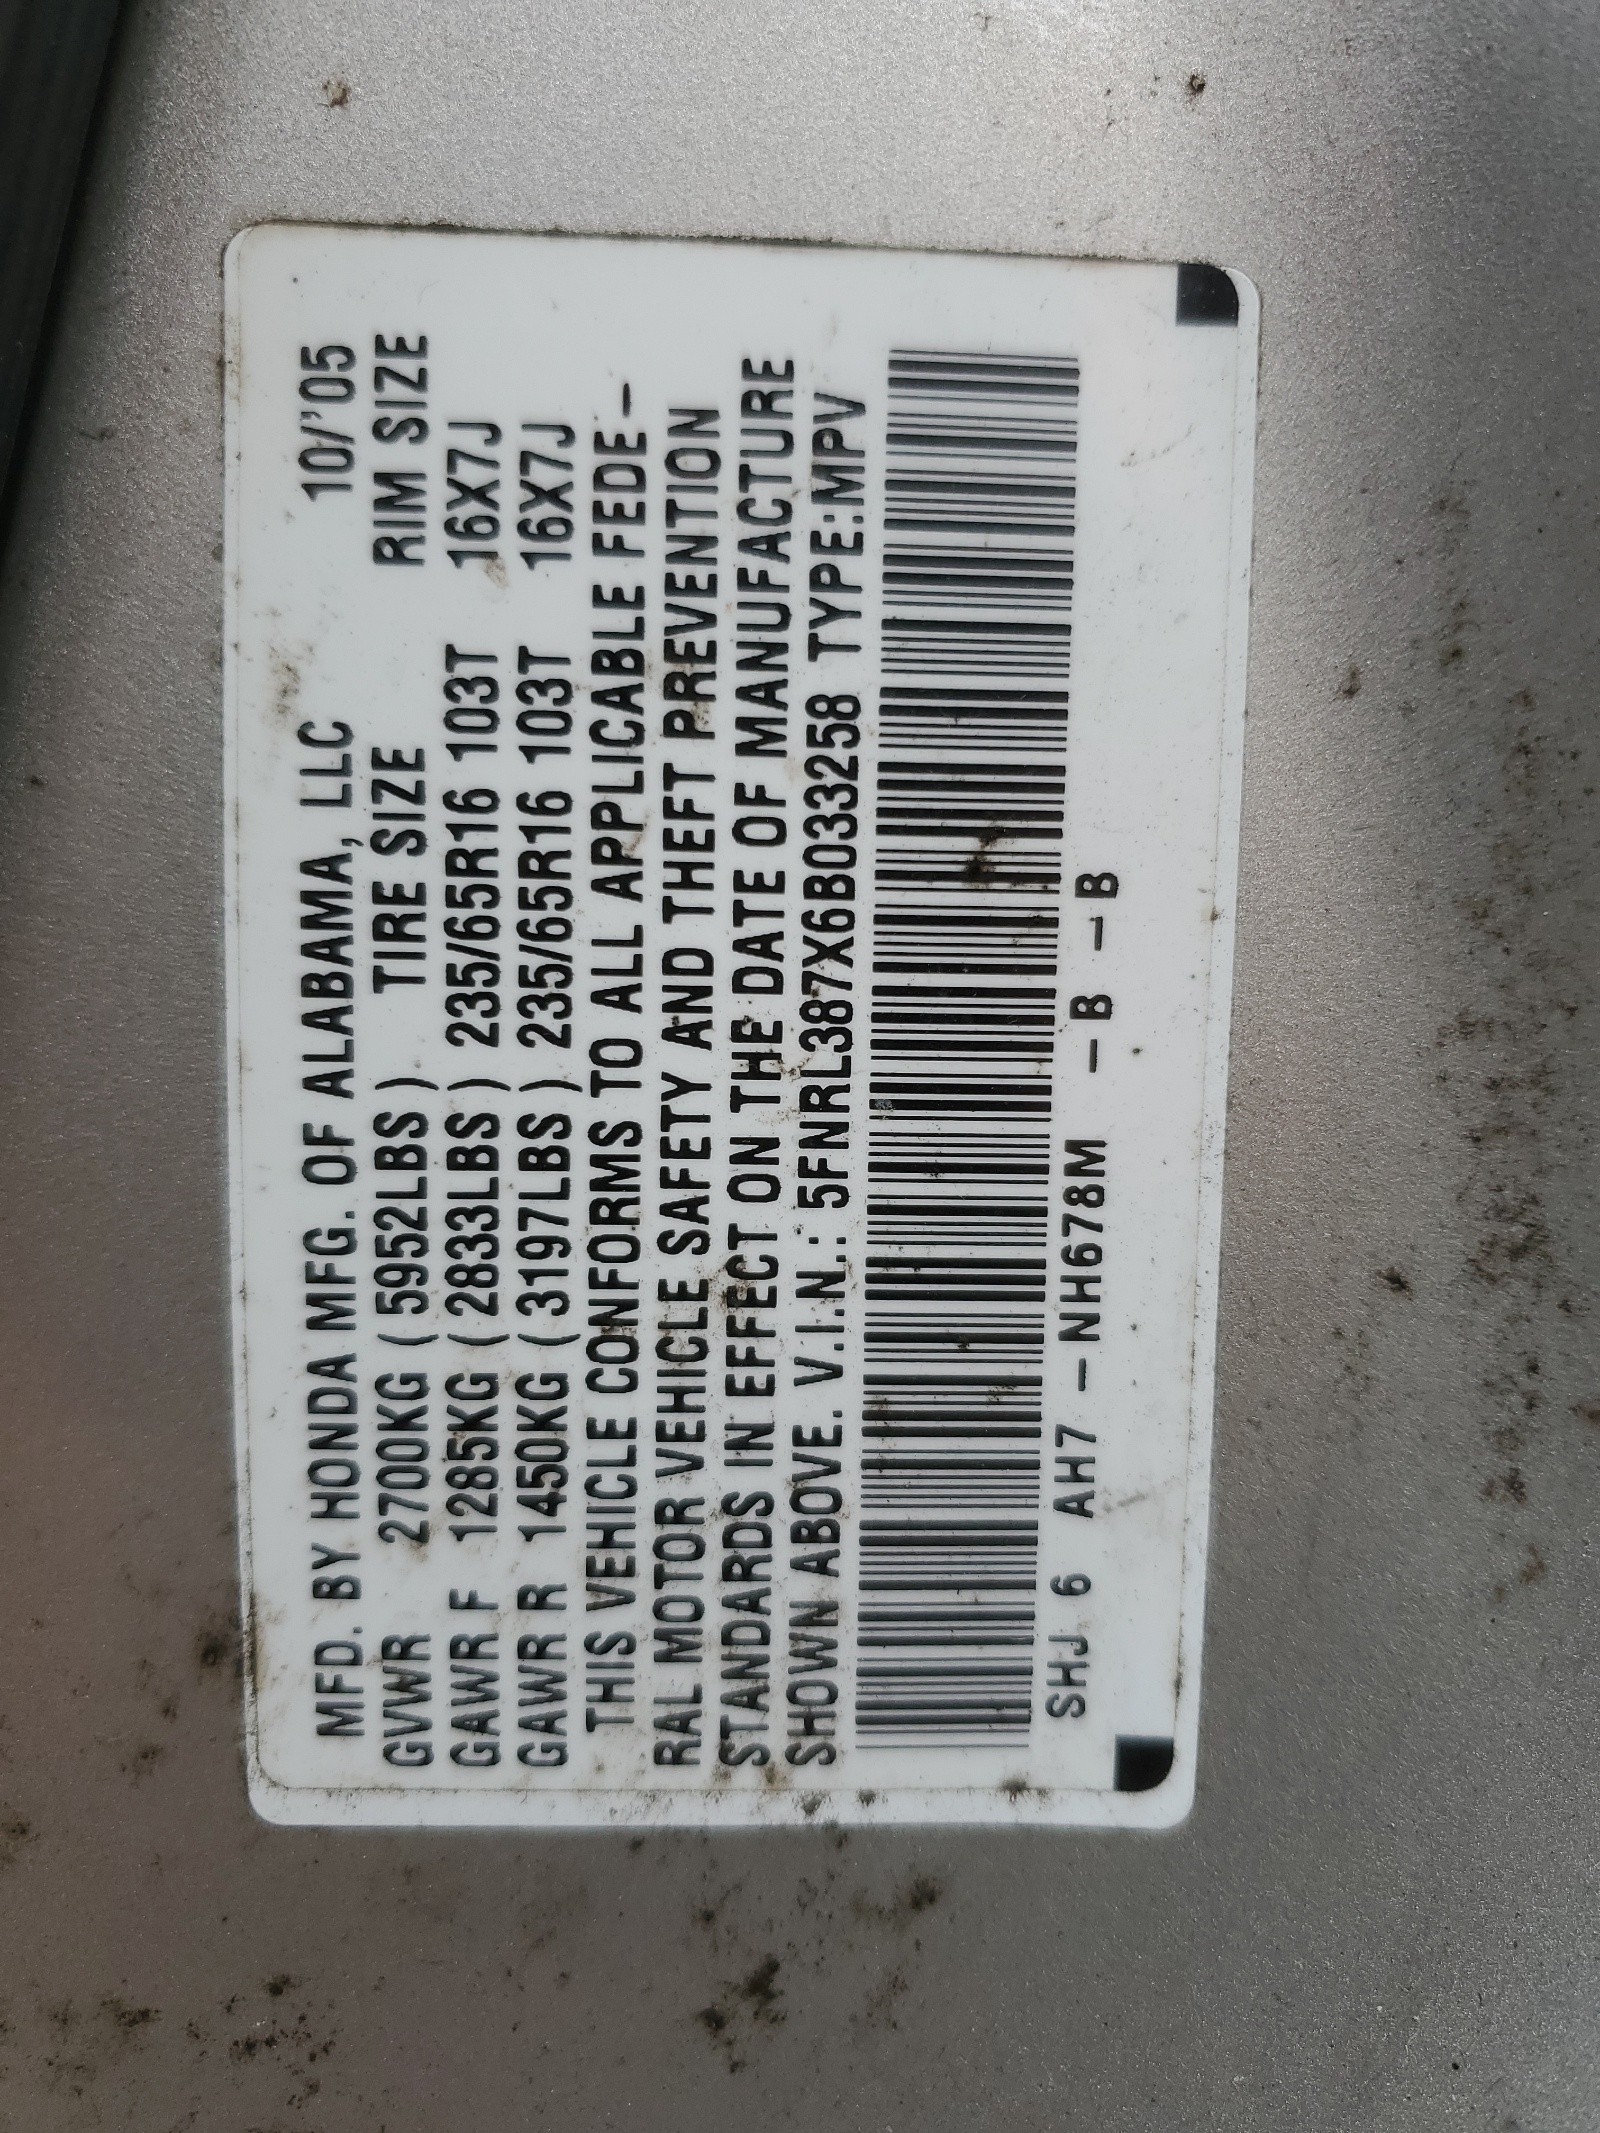 MFD. BY HONDA MFG. OF ALABAMA, LLC 10/'05
GVWR 2700KG (5952LBS) TIRE SIZE RIM SIZE
GAWR F 1285KG (2833LBS) 235/65R16 103T 16X7J
GAWR R 1450KG (3197LBS) 235/65R16 103T 16X7J
THIS VEHICLE CONFORMS TO ALL APPLICABLE FEDE-
RAL MOTOR VEHICLE SAFETY AND THEFT PREVENTION
STANDARDS IN EFFECT ON THE DATE OF MANUFACTURE
SHOWN ABOVE. V.I.N.: 5FNRL387X6B033258 TYPE:MPV
SHJ 6 AH7 -NH678M -B -B